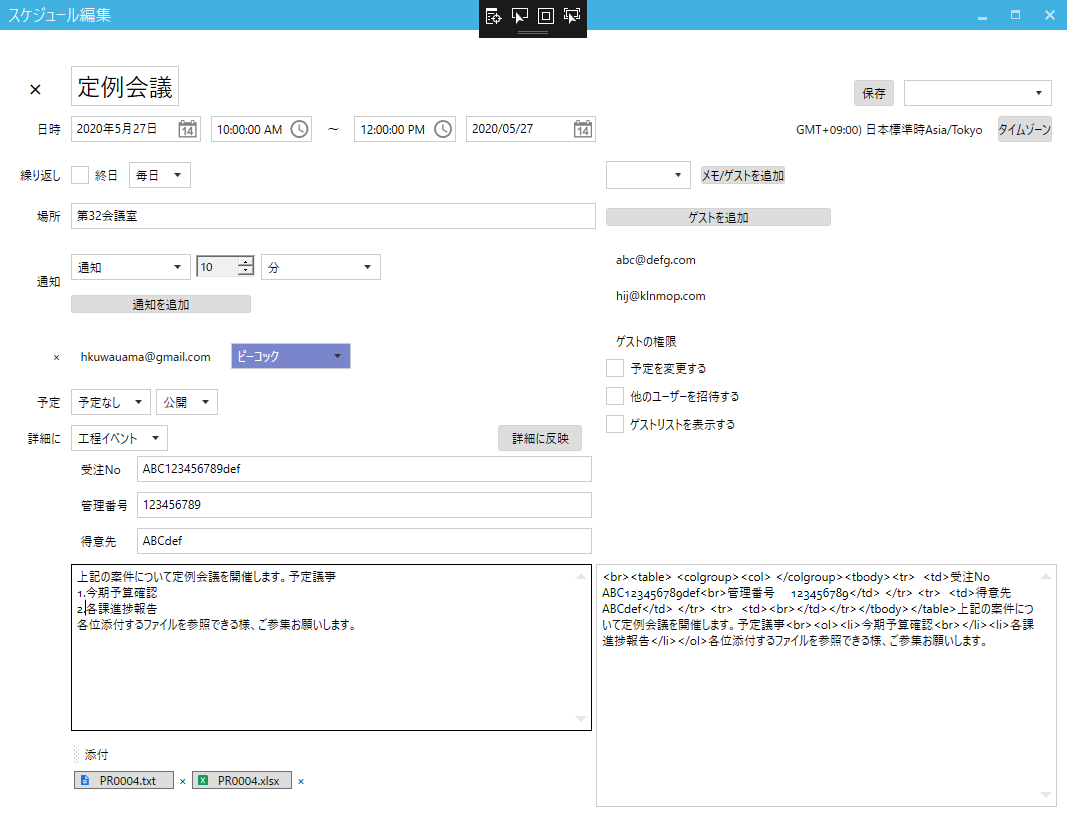 スケジュール編集
× 定例会議 保存
日時 2020年5月27日 14 10:00:00 AM ～ 12:00:00 PM 2020/05/27 14 GMT+09:00) 日本標準時Asia/Tokyo タイムゾーン
繰り返し 終日 毎日 メモ/ゲストを追加
場所 第32会議室 ゲストを追加
通知 通知 10 分 abc@defg.com
通知を追加 hij@klnmop.com
ゲストの権限
× hkuwauama@gmail.com ピーコック 予定を変更する
予定 予定なし 公開 他のユーザーを招待する
ゲストリストを表示する
詳細に 工程イベント 詳細に反映
受注No ABC123456789def
管理番号 123456789
得意先 ABCdef
上記の案件について定例会議を開催します。予定議事
1.今期予算確認
2.各課進捗報告
各位添付するファイルを参照できる様、ご参集お願いします。
<br><table> <colgroup><col> </colgroup><tbody><tr>  <td>受注No
ABC123456789def<br>管理番号    123456789</td> </tr> <tr>  <td>得意先
ABCdef</td> </tr> <tr>  <td></td></tr></tbody></table>上記の案件につ
いて定例会議を開催します。予定議事<br><ol><li>今期予算確認<br></li><li>各課
進捗報告</li></ol>各位添付するファイルを参照できる様、ご参集お願いします。
添付
PR0004.txt × PR0004.xlsx ×